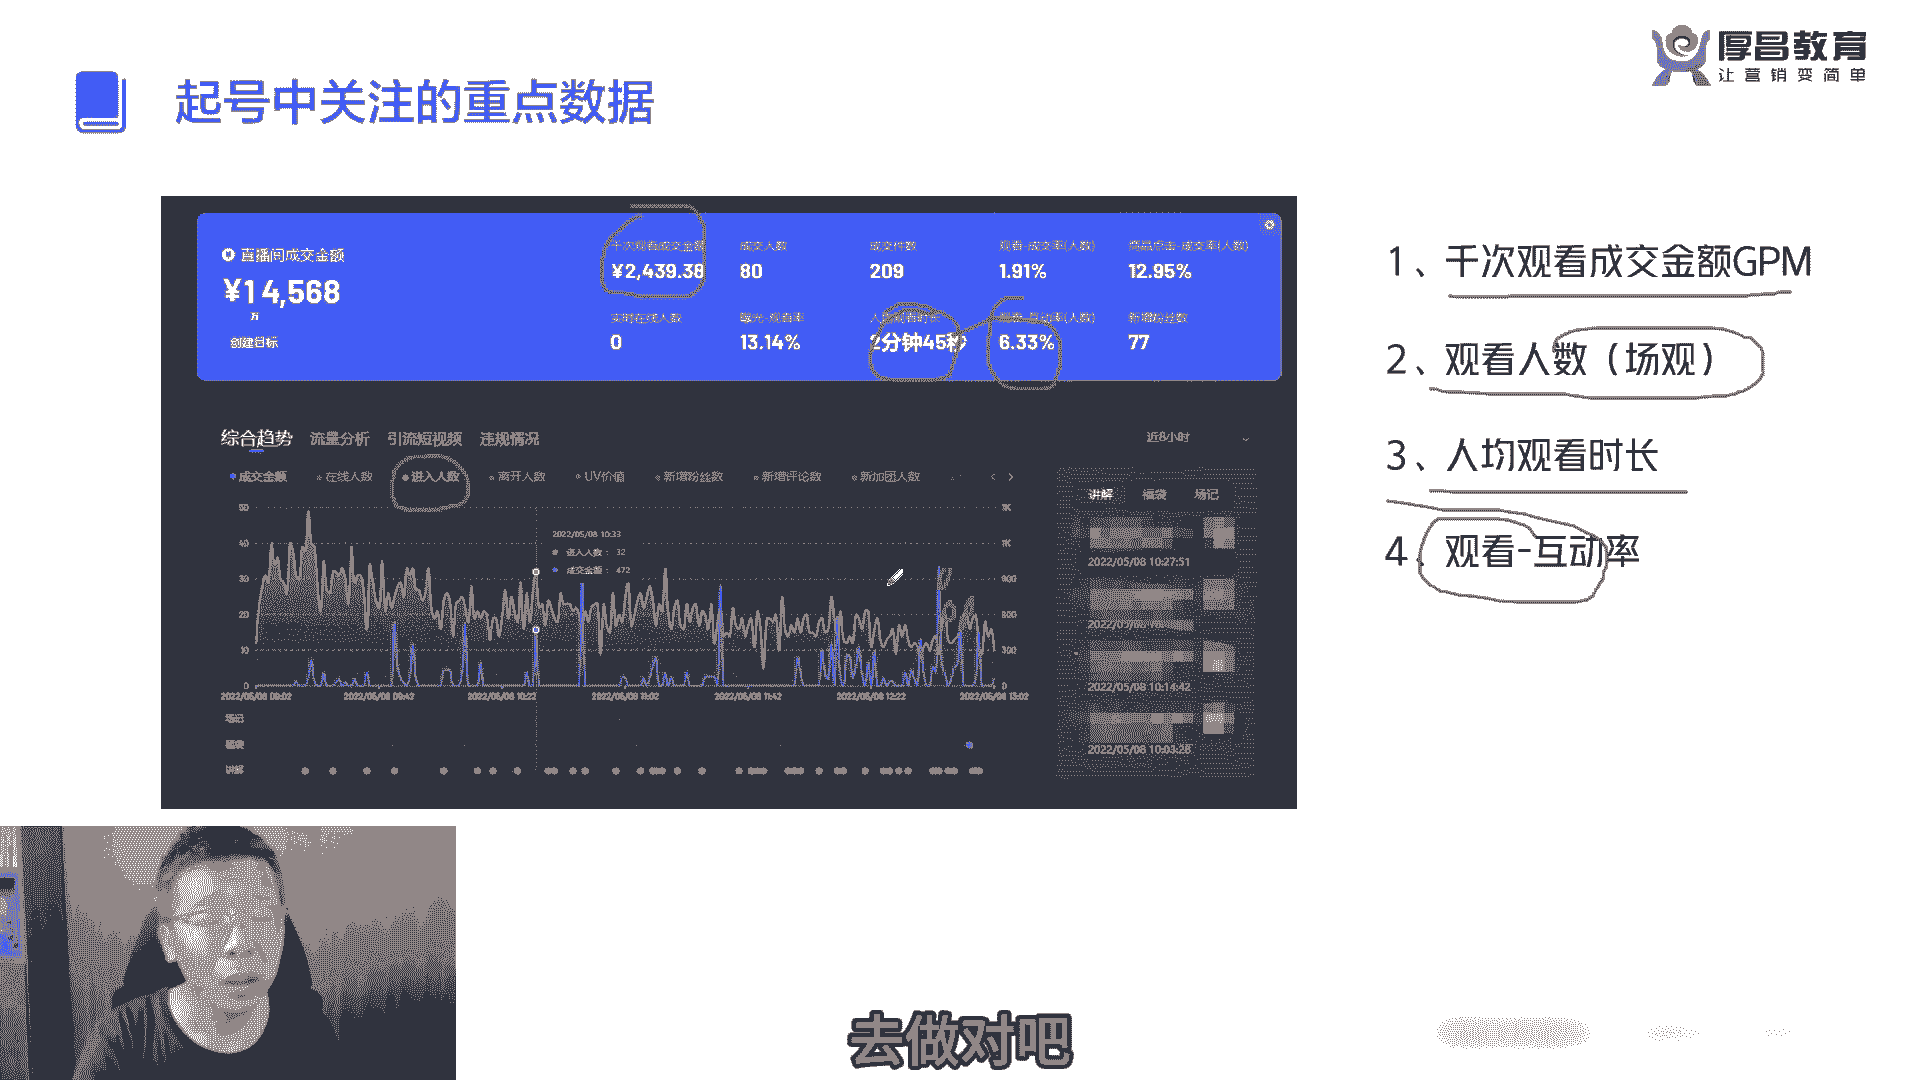 厚昌教育
让营销变简单
起号中关注的重点数据
直播间成交金额
¥14,568
万
创建目标
千次观看成交金额
¥2,439.38
成交人数
80
成交件数
209
观看-成交率(人数)
1.91%
商品点击-成交率(人数)
12.95%
实时在线人数
0
曝光-观看率
13.14%
人均观看时长
2分钟45秒
观看-互动率(人数)
6.33%
新增粉丝数
77
综合趋势 流量分析 引流短视频 违规情况
近8小时
成交金额 在线人数 进入人数 离开人数 UV价值 新增粉丝数 新增评论数 新加团人数
50
40
30
20
10
0
1K
1K
900
600
300
0
2022/05/08 10:33
进入人数： 32
成交金额： 472
2022/05/08 09:02 2022/05/08 09:42 2022/05/08 10:22 2022/05/08 11:02 2022/05/08 11:42 2022/05/08 12:22 2022/05/08 13:02
场记
福袋
讲解
讲解 福袋 场记
2022/05/08 10:27:51
2022/05/08 10:14:42
2022/05/08 10:03:28
1、千次观看成交金额GPM
2、观看人数（场观）
3、人均观看时长
4、观看-互动率
去做对吧